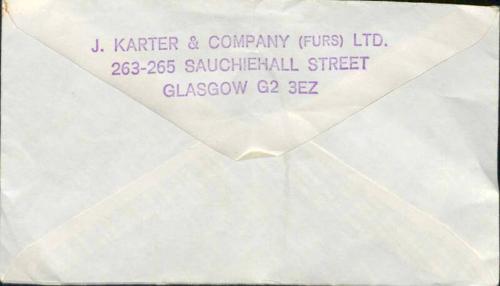 J. KARTER & COMPANY (FURS) LTD.
263-265 SAUCHIEHALL STREET
GLASGOW G2 3EZ